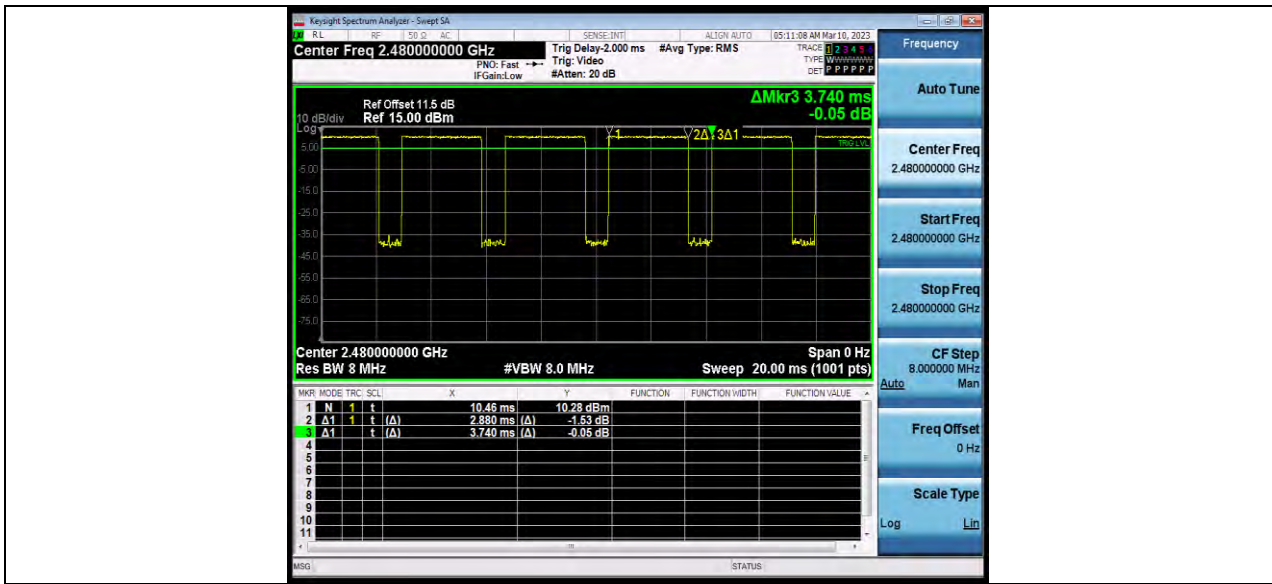 Keysight Spectrum Analyzer - Swept SA
RL RF 50 Ω AC SENSE:INT ALIGN AUTO 05:11:08 AM Mar 10, 2023
Center Freq 2.480000000 GHz
PNO: Fast
IFGain:Low
Trig Delay-2.000 ms
Trig: Video
#Atten: 20 dB
#Avg Type: RMS
TRACE 1 2 3 4 5 6
TYPE
DET P P P P P P
ΔMkr3 3.740 ms
-0.05 dB
Ref Offset 11.5 dB
10 dB/div Ref 15.00 dBm
Log
1 2Δ1 3Δ1
TRIG LVL
5.00
-5.00
-15.0
-25.0
-35.0
-45.0
-55.0
-65.0
-75.0
Center 2.480000000 GHz Span 0 Hz
Res BW 8 MHz #VBW 8.0 MHz Sweep 20.00 ms (1001 pts)
MKR MODE TRC SCL X Y FUNCTION FUNCTION WIDTH FUNCTION VALUE
1 N 1 t 10.46 ms 10.28 dBm
2 Δ1 1 t (Δ) 2.880 ms (Δ) -1.53 dB
3 Δ1 t (Δ) 3.740 ms (Δ) -0.05 dB
4
5
6
7
8
9
10
11
MSG STATUS
Frequency
Auto Tune
Center Freq
2.480000000 GHz
Start Freq
2.480000000 GHz
Stop Freq
2.480000000 GHz
CF Step
8.000000 MHz
Auto Man
Freq Offset
0 Hz
Scale Type
Log Lin